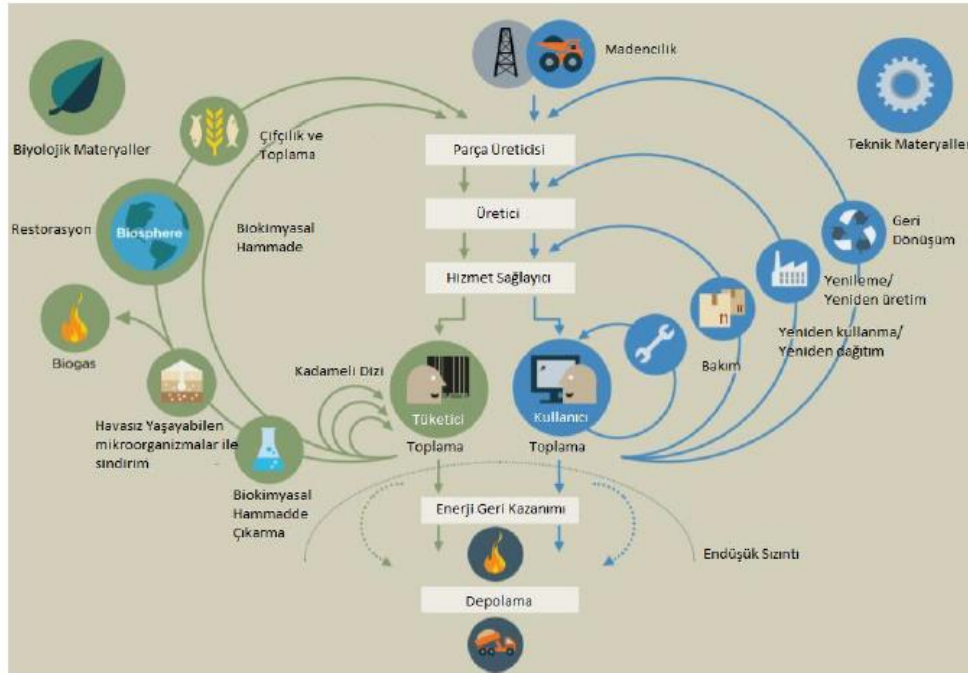 Madencilik
Biyolojik Materyaller
Teknik Materyaller
Çifçilik ve
Toplama
Parça Üreticisi
Restorasyon
Biosphere
Biokimyasal
Hammade
Üretici
Geri
Dönüşüm
Hizmet Sağlayıcı
Yenileme/
Yeniden üretim
Biogas
Yeniden kullanma/
Yeniden dağıtım
Kadameli Dizi
Bakım
Tüketici
Kullanıcı
Havasız Yaşayabilen
mikroorganizmalar ile
sindirim
Toplama
Toplama
Biokimyasal
Hammadde
Çıkarma
Enerji Geri Kazanımı
Endüşük Sızıntı
Depolama